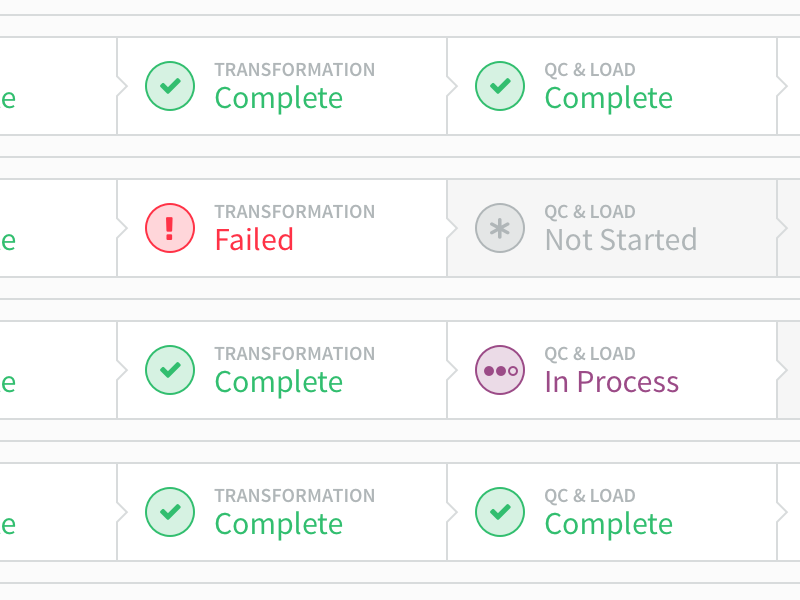 TRANSFORMATION
QC & LOAD
e
Complete
Complete
TRANSFORMATION
QC & LOAD
e
Failed
Not Started
TRANSFORMATION
QC & LOAD
e
Complete
In Process
TRANSFORMATION
QC & LOAD
e
Complete
Complete